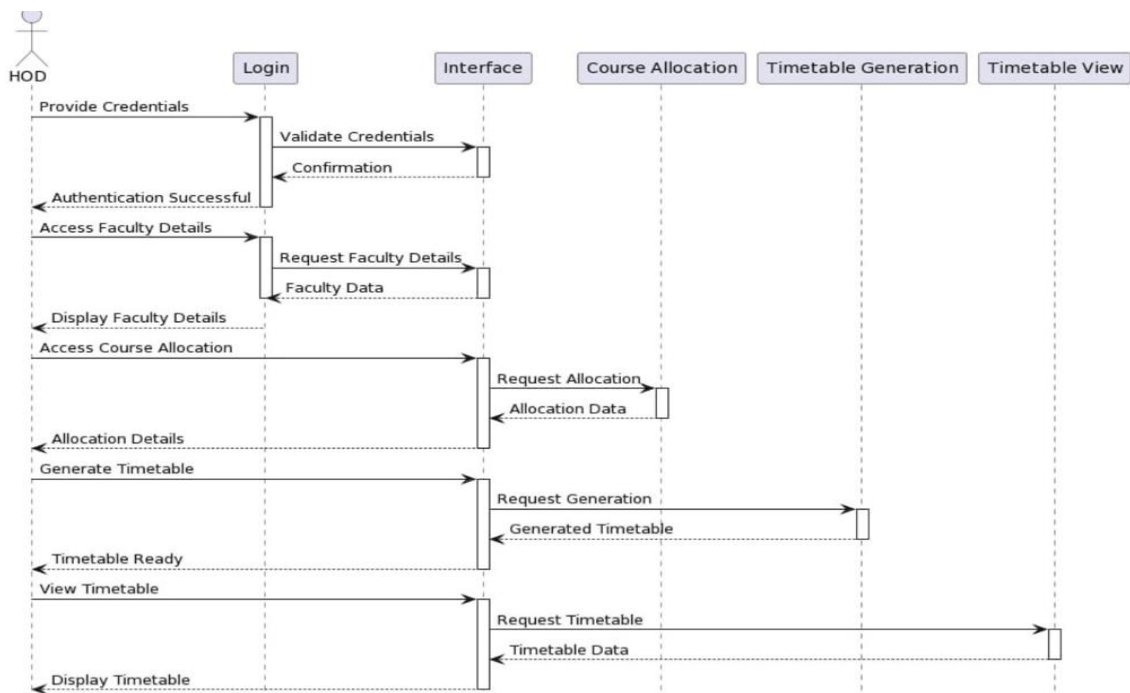 HOD
Login
Interface
Course Allocation
Timetable Generation
Timetable View
Provide Credentials
Validate Credentials
Confirmation
Authentication Successful
Access Faculty Details
Request Faculty Details
Faculty Data
Display Faculty Details
Access Course Allocation
Request Allocation
Allocation Data
Allocation Details
Generate Timetable
Request Generation
Generated Timetable
Timetable Ready
View Timetable
Request Timetable
Timetable Data
Display Timetable